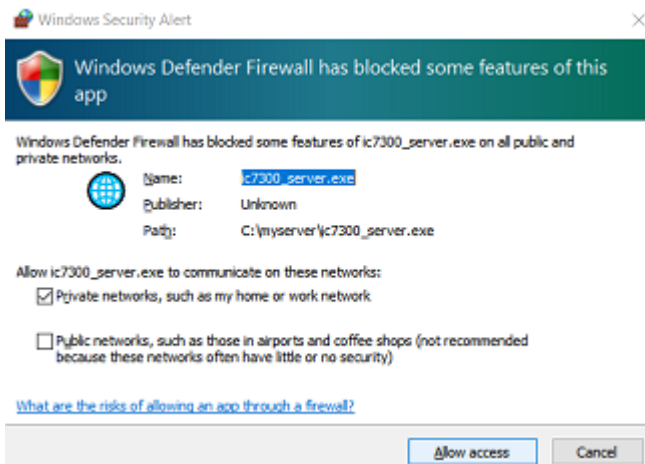 Windows Security Alert
Windows Defender Firewall has blocked some features of this
app
Windows Defender Firewall has blocked some features of ic7300_server.exe on all public and
private networks.
Name: ic7300_server.exe
Publisher: Unknown
Path: C:\myserver\ic7300_server.exe
Allow ic7300_server.exe to communicate on these networks:
Private networks, such as my home or work network
Public networks, such as those in airports and coffee shops (not recommended
because these networks often have little or no security)
What are the risks of allowing an app through a firewall?
Allow access Cancel